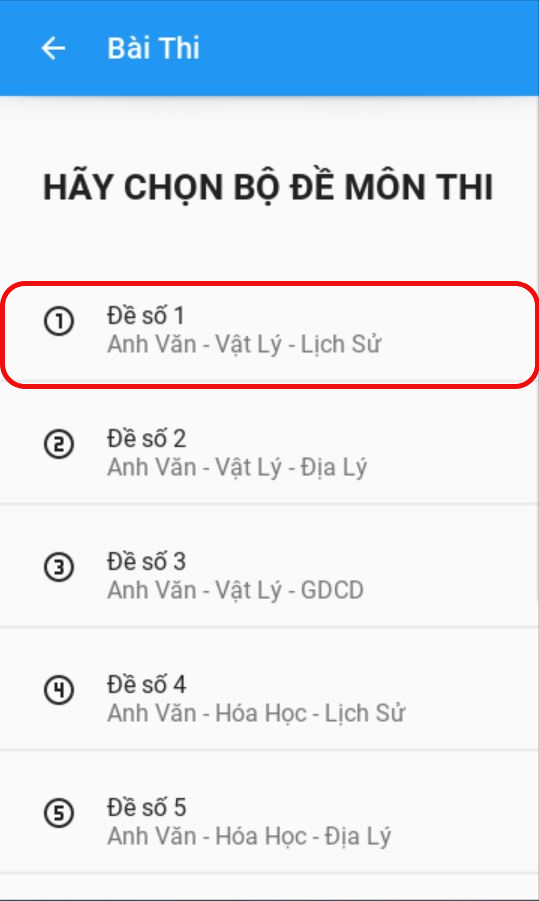 Bài Thi
HÃY CHỌN BỘ ĐỀ MÔN THI
1
Đề số 1
Anh Văn - Vật Lý - Lịch Sử
2
Đề số 2
Anh Văn - Vật Lý - Địa Lý
3
Đề số 3
Anh Văn - Vật Lý - GDCD
4
Đề số 4
Anh Văn - Hóa Học - Lịch Sử
5
Đề số 5
Anh Văn - Hóa Học - Địa Lý